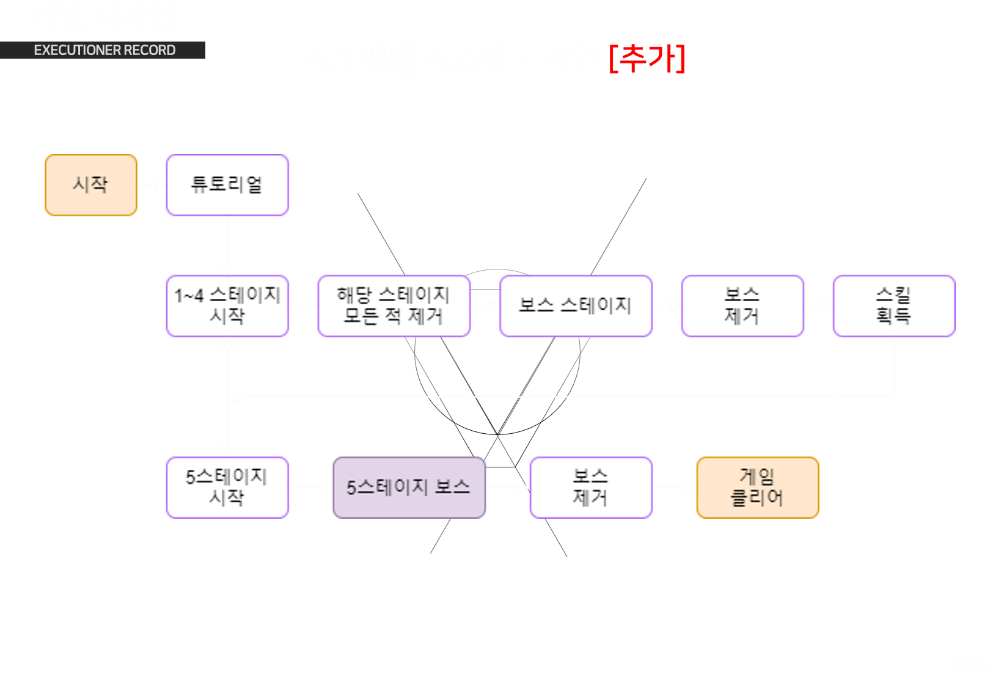 EXECUTIONER RECORD
[추가]
시작
튜토리얼
1~4 스테이지
시작
해당 스테이지
모든 적 제거
보스 스테이지
보스
제거
스킬
획득
5스테이지
시작
5스테이지 보스
보스
제거
게임
클리어